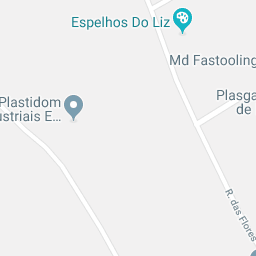 Espelhos Do Liz
Md Fastooling
Plasga
de
Plastidom
ustriais E...
R. das Flores